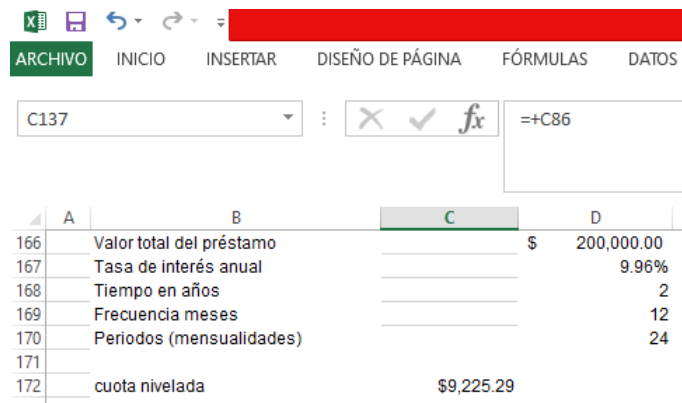 ARCHIVO INICIO INSERTAR DISEÑO DE PÁGINA FÓRMULAS DATOS
C137 fx =+C86
A B C D
166 Valor total del préstamo $ 200,000.00
167 Tasa de interés anual 9.96%
168 Tiempo en años 2
169 Frecuencia meses 12
170 Periodos (mensualidades) 24
171
172 cuota nivelada $9,225.29